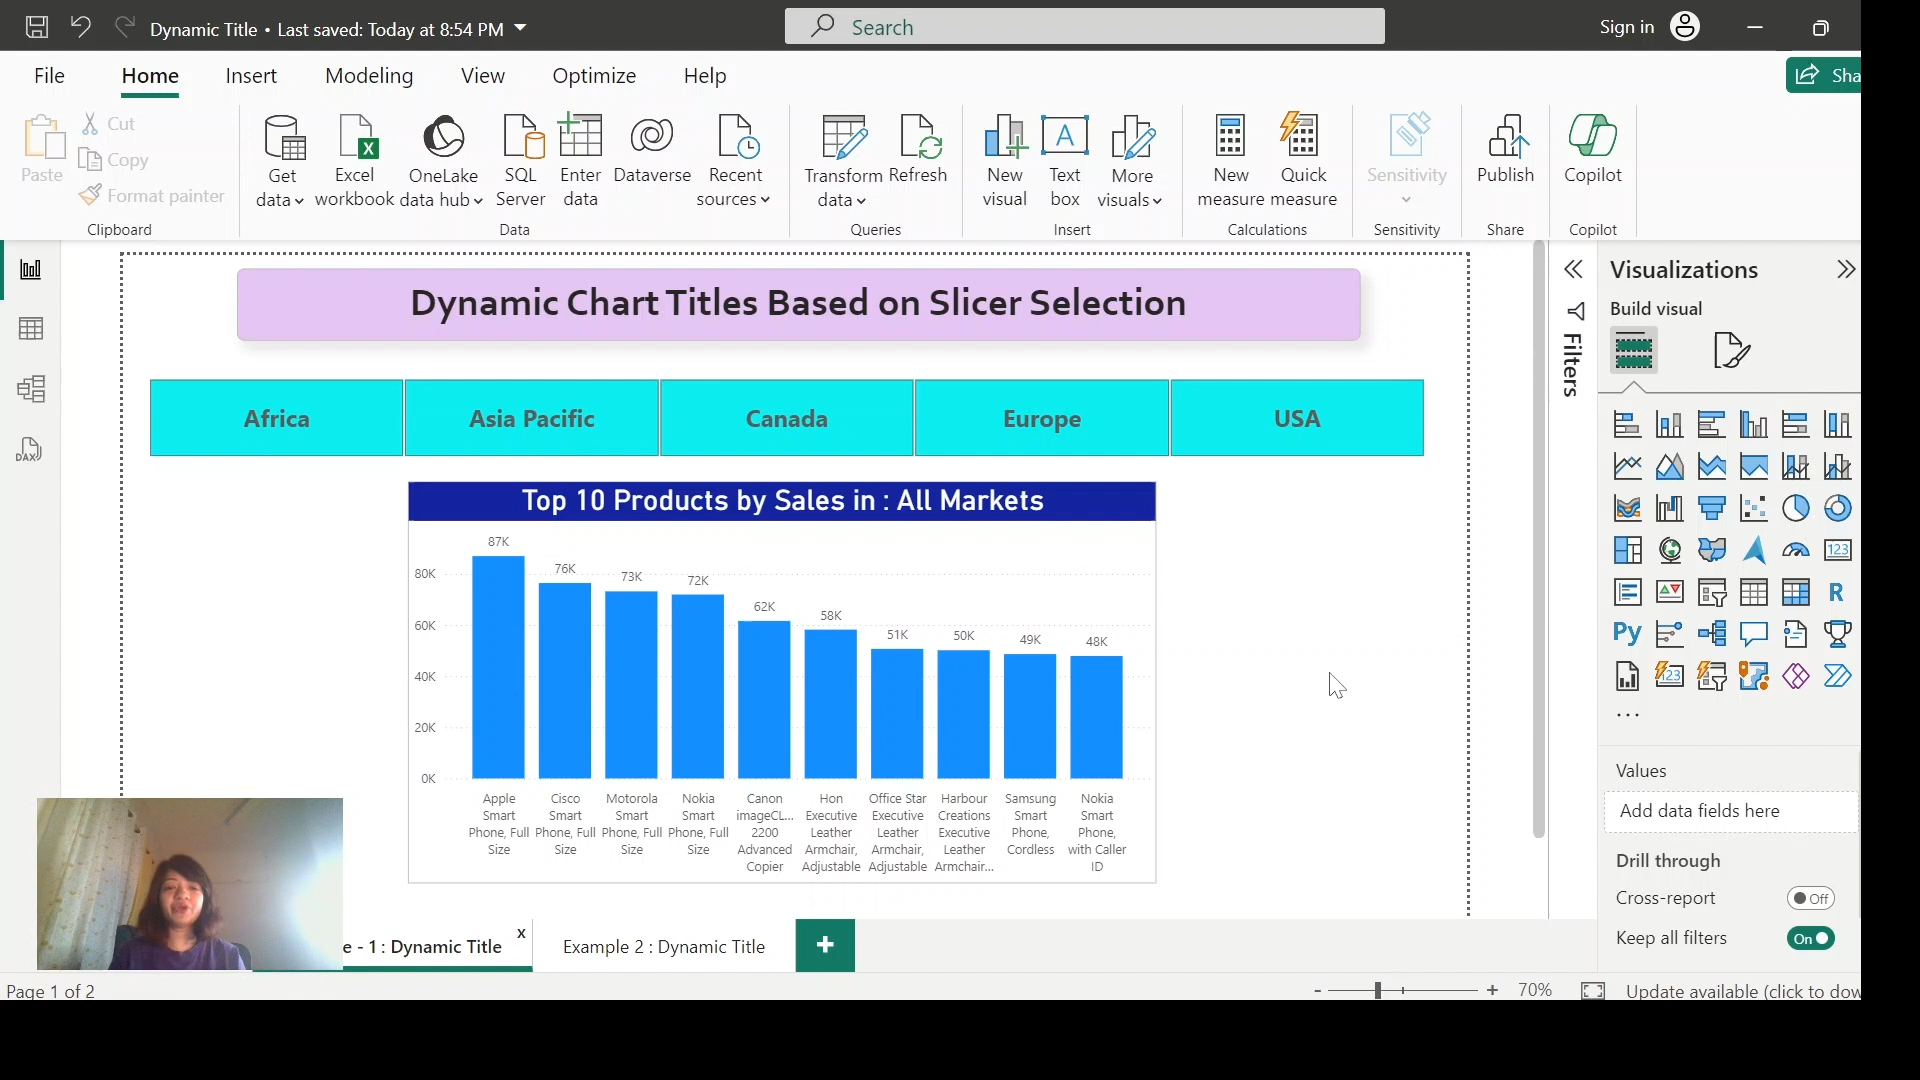 Dynamic Title • Last saved: Today at 8:54 PM
Search
Sign in
File
Home
Insert
Modeling
View
Optimize
Help
Sha
Paste
Cut
Copy
Format painter
Clipboard
Get
data
Excel
workbook
OneLake
data hub
SQL
Server
Enter
data
Dataverse
Recent
sources
Data
Transform
data
Refresh
Queries
New
visual
Text
box
More
visuals
Insert
New
measure
Quick
measure
Calculations
Sensitivity
Sensitivity
Publish
Share
Copilot
Copilot
DAX
Dynamic Chart Titles Based on Slicer Selection
Africa
Asia Pacific
Canada
Europe
USA
Top 10 Products by Sales in : All Markets
80K
60K
40K
20K
0K
87K
76K
73K
72K
62K
58K
51K
50K
49K
48K
Apple
Smart
Phone, Full
Size
Cisco
Smart
Phone, Full
Size
Motorola
Smart
Phone, Full
Size
Nokia
Smart
Phone, Full
Size
Canon
imageCL...
2200
Advanced
Copier
Hon
Executive
Leather
Armchair,
Adjustable
Office Star
Executive
Leather
Armchair,
Adjustable
Harbour
Creations
Executive
Leather
Armchair...
Samsung
Smart
Phone,
Cordless
Nokia
Smart
Phone,
with Caller
ID
Filters
Visualizations
Build visual
123
R
Py
123
...
Values
Add data fields here
Drill through
Cross-report
Off
Keep all filters
On
e - 1 : Dynamic Title
x
Example 2 : Dynamic Title
+
Page 1 of 2
- + 70%
Update available (click to dow